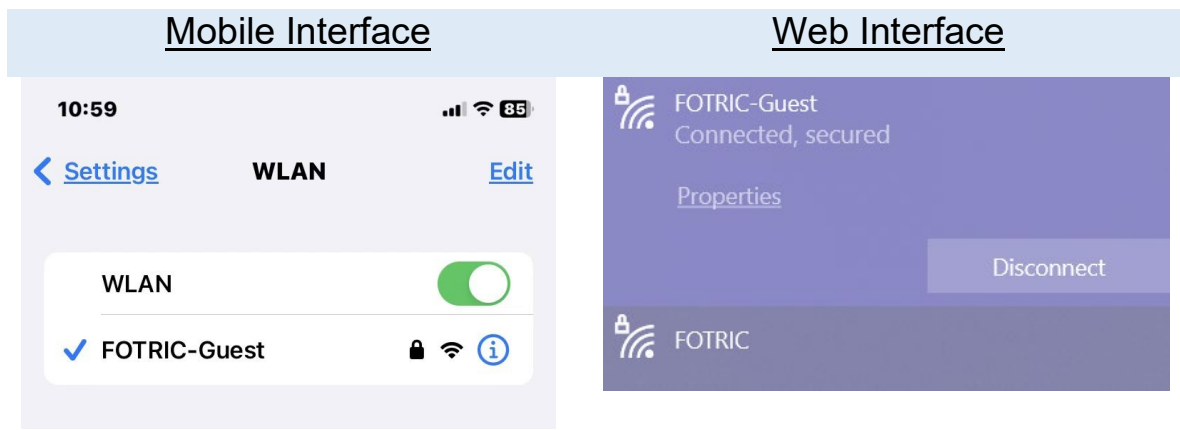 Mobile Interface
Web Interface
10:59
85
Settings
WLAN
Edit
WLAN
FOTRIC-Guest
FOTRIC-Guest
Connected, secured
Properties
Disconnect
FOTRIC